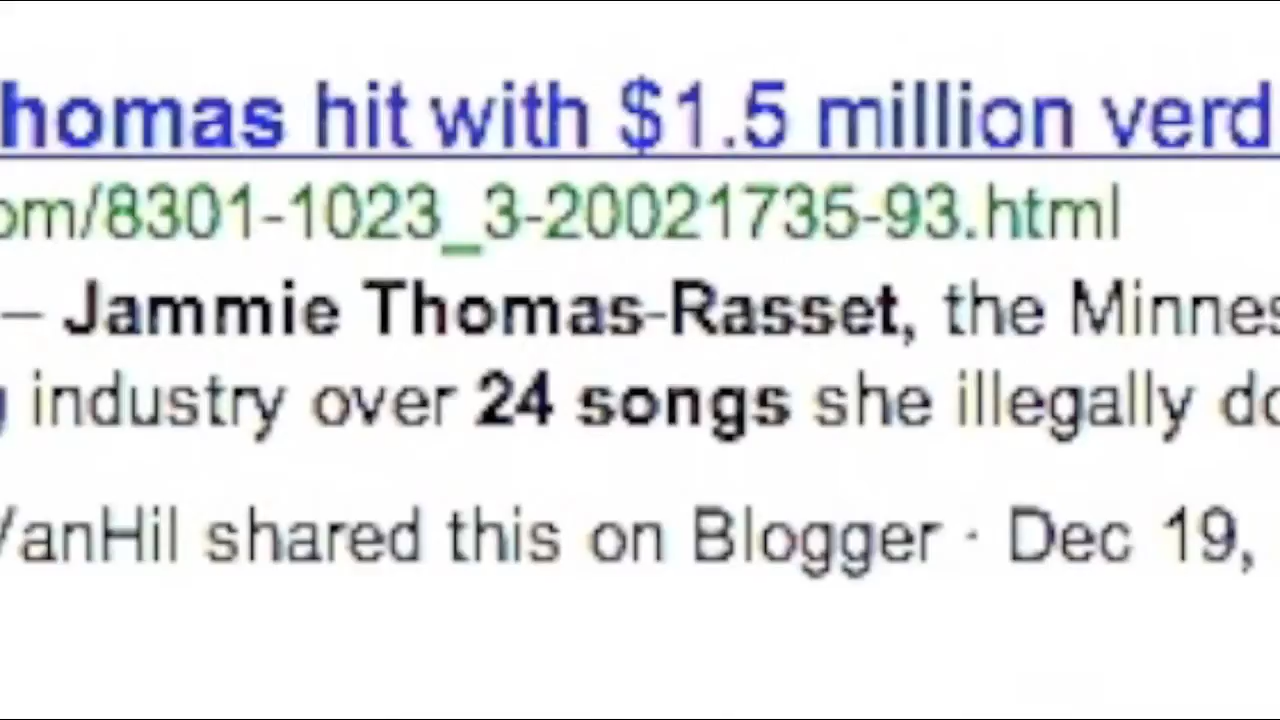 homas hit with $1.5 million verd
om/8301-1023_3-20021735-93.html
– Jammie Thomas-Rasset, the Minnes
g industry over 24 songs she illegally do
VanHil shared this on Blogger · Dec 19,